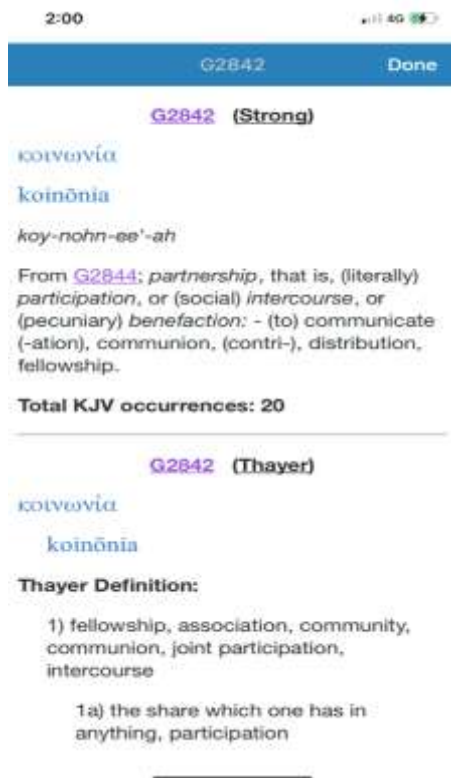 2:00
4G
G2842 Done
G2842 (Strong)
κοινωνία
koinōnia
koy-nohn-ee'-ah
From G2844; partnership, that is, (literally)
participation, or (social) intercourse, or
(pecuniary) benefaction: - (to) communicate
(-ation), communion, (contri-), distribution,
fellowship.
Total KJV occurrences: 20
G2842 (Thayer)
κοινωνία
koinōnia
Thayer Definition:
1) fellowship, association, community,
communion, joint participation,
intercourse
1a) the share which one has in
anything, participation